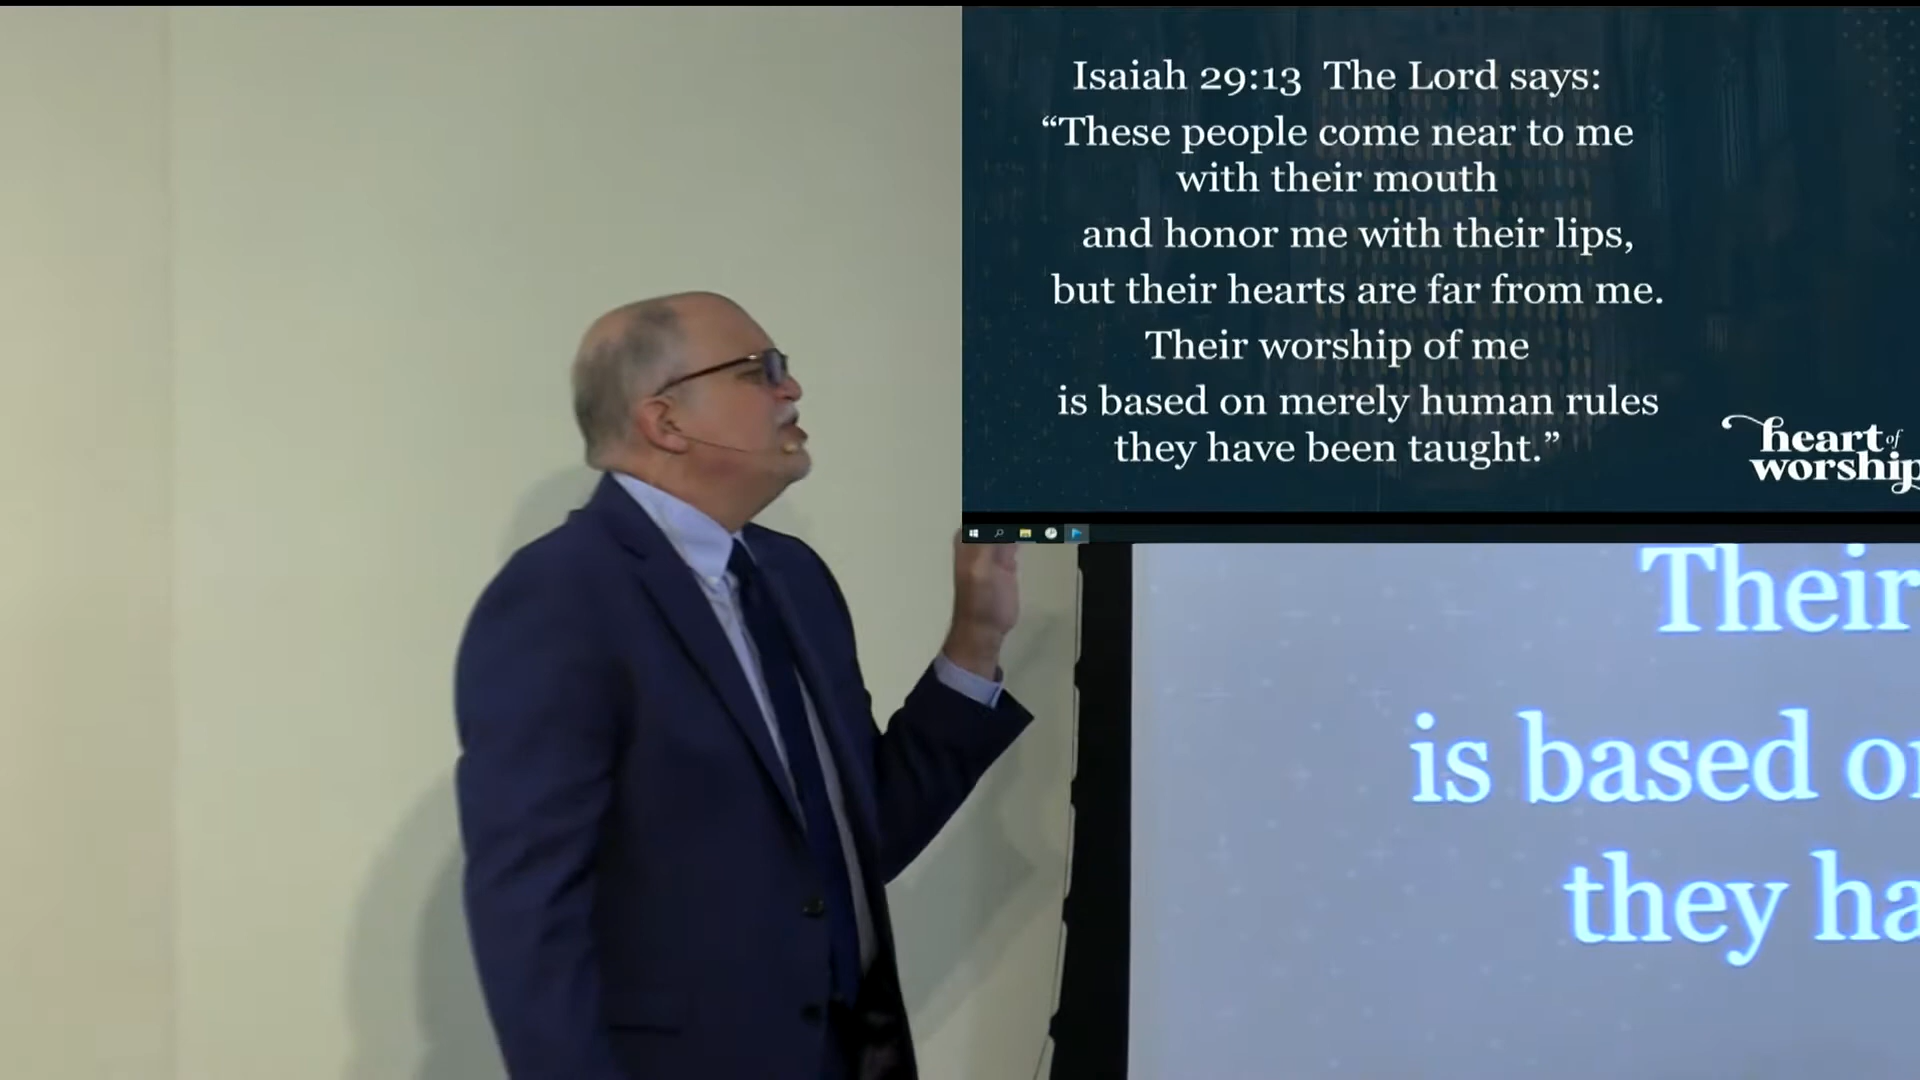 Isaiah 29:13 The Lord says:
“These people come near to me
with their mouth
and honor me with their lips,
but their hearts are far from me.
Their worship of me
is based on merely human rules
they have been taught.”
heart of
worship
Their
is based on
they ha